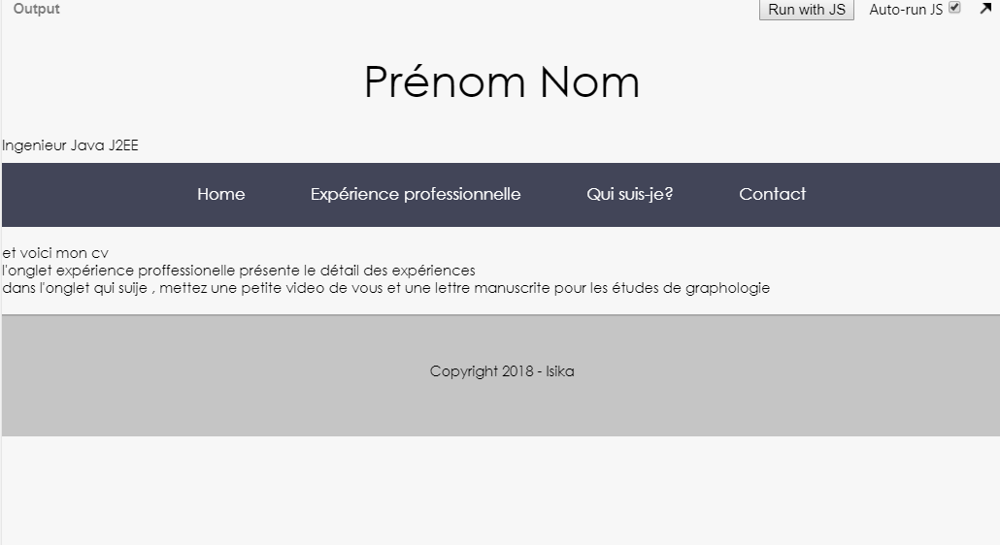 Output Run with JS Auto-run JS
Prénom Nom
Ingenieur Java J2EE
Home Expérience professionnelle Qui suis-je? Contact
et voici mon cv
l'onglet expérience proffessionelle présente le détail des expériences
dans l'onglet qui suije , mettez une petite video de vous et une lettre manuscrite pour les études de graphologie
Copyright 2018 - Isika